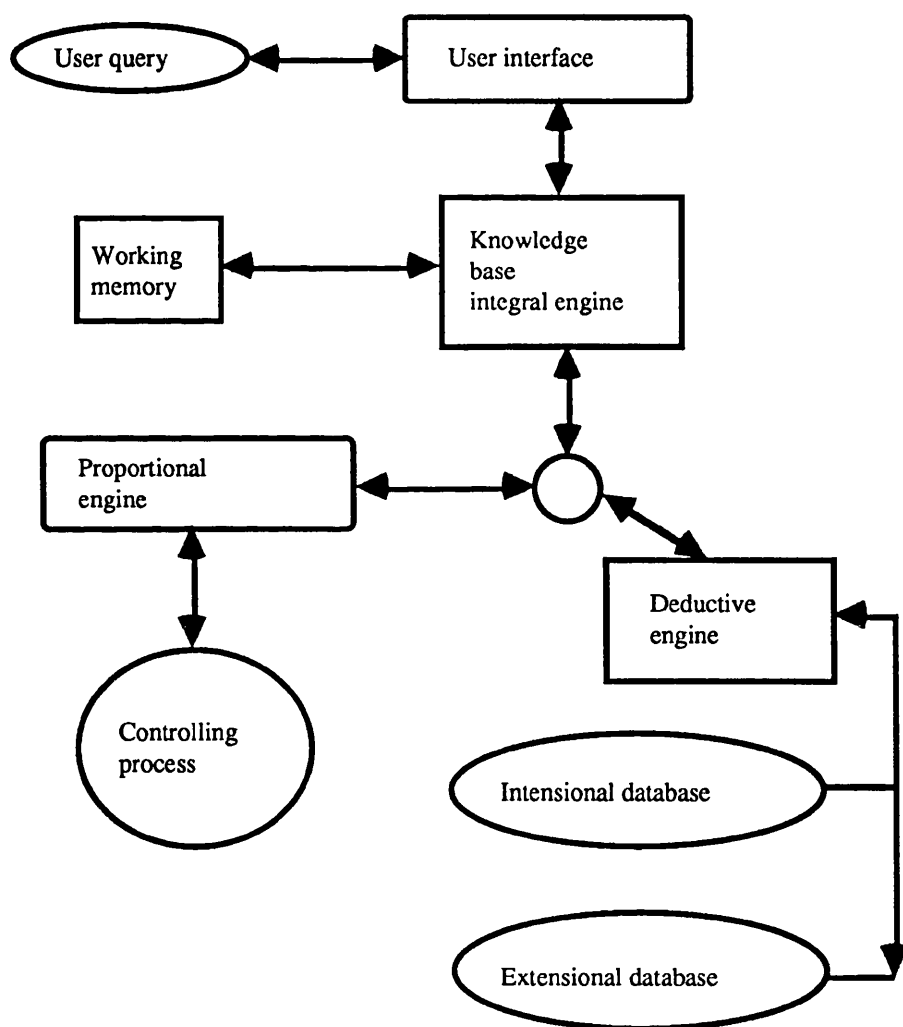 User query
User interface
Working
memory
Knowledge
base
integral engine
Proportional
engine
Deductive
engine
Controlling
process
Intensional database
Extensional database